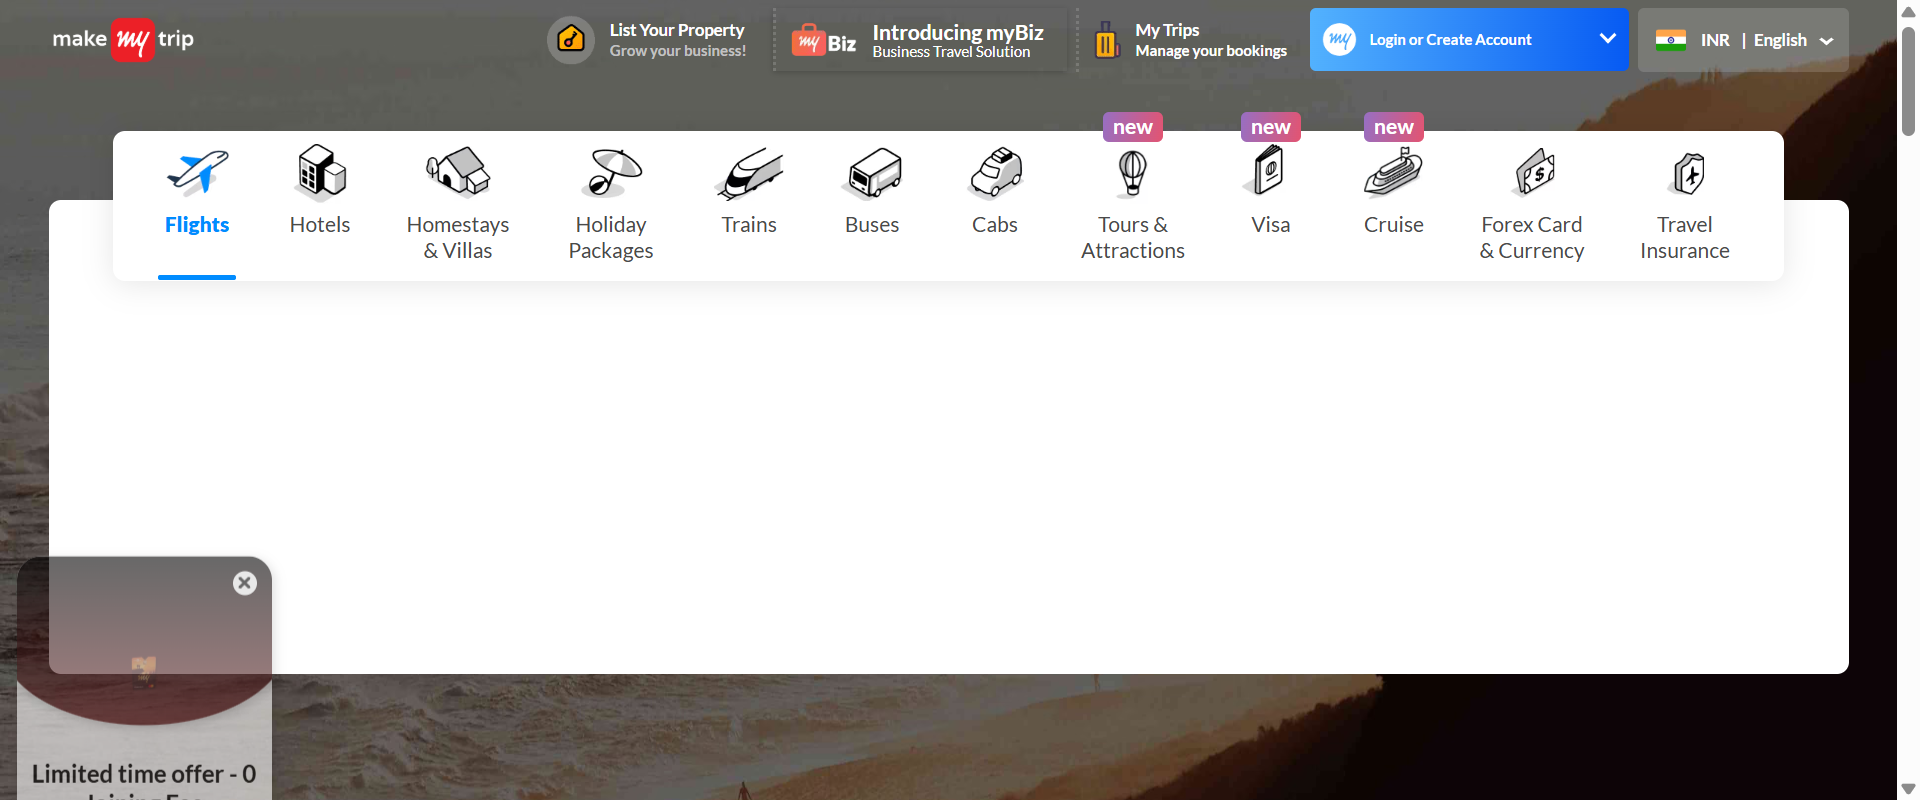 make my trip
List Your Property
Grow your business!
my Biz
Introducing myBiz
Business Travel Solution
My Trips
Manage your bookings
my
Login or Create Account
INR | English
new
new
new
Flights
Hotels
Homestays
& Villas
Holiday
Packages
Trains
Buses
Cabs
Tours &
Attractions
Visa
Cruise
Forex Card
& Currency
Travel
Insurance
Limited time offer - 0
Joining Fee